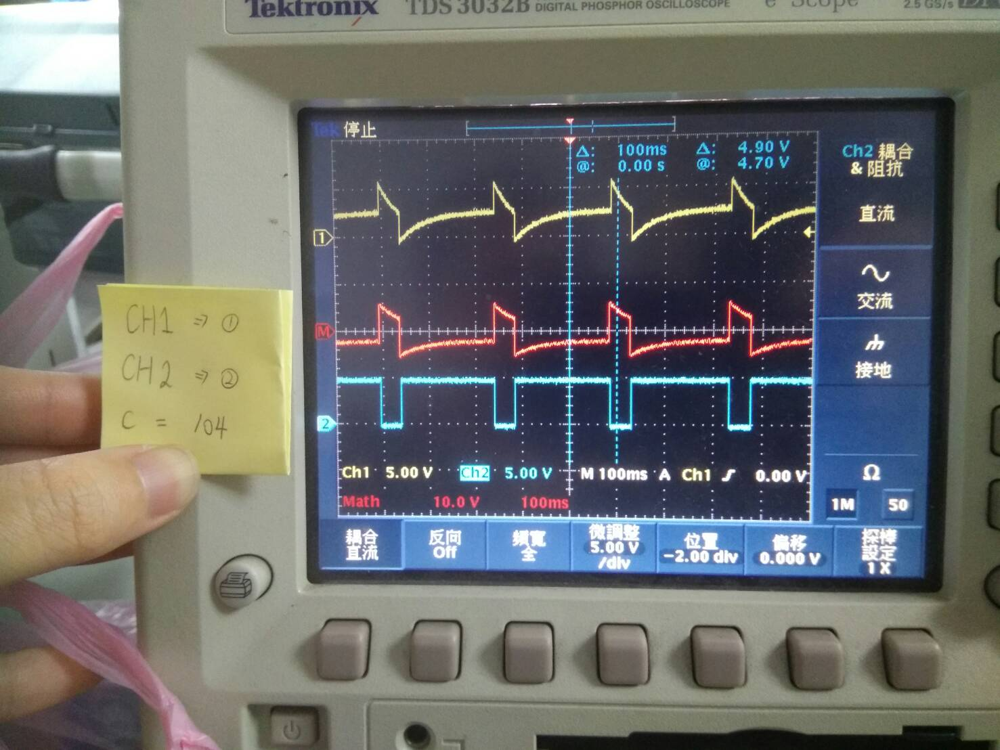 Tektronix TDS 3032B DIGITAL PHOSPHOR OSCILLOSCOPE e*Scope 2.5 GS/s
Tek 停止
Δ: 100ms Δ: 4.90 V
@: 0.00 s @: 4.70 V
Ch2 耦合
& 阻抗
直流
交流
接地
Ω
1M 50
1
M
2
Ch1 5.00 V Ch2 5.00 V M 100ms A Ch1 0.00 V
Math 10.0 V 100ms
耦合
直流
反向
Off
頻寬
全
微調整
5.00 V
/div
位置
-2.00 div
偏移
0.000 V
探棒
設定
1 X
CH1 ⇒ ①
CH2 ⇒ ②
C = 104